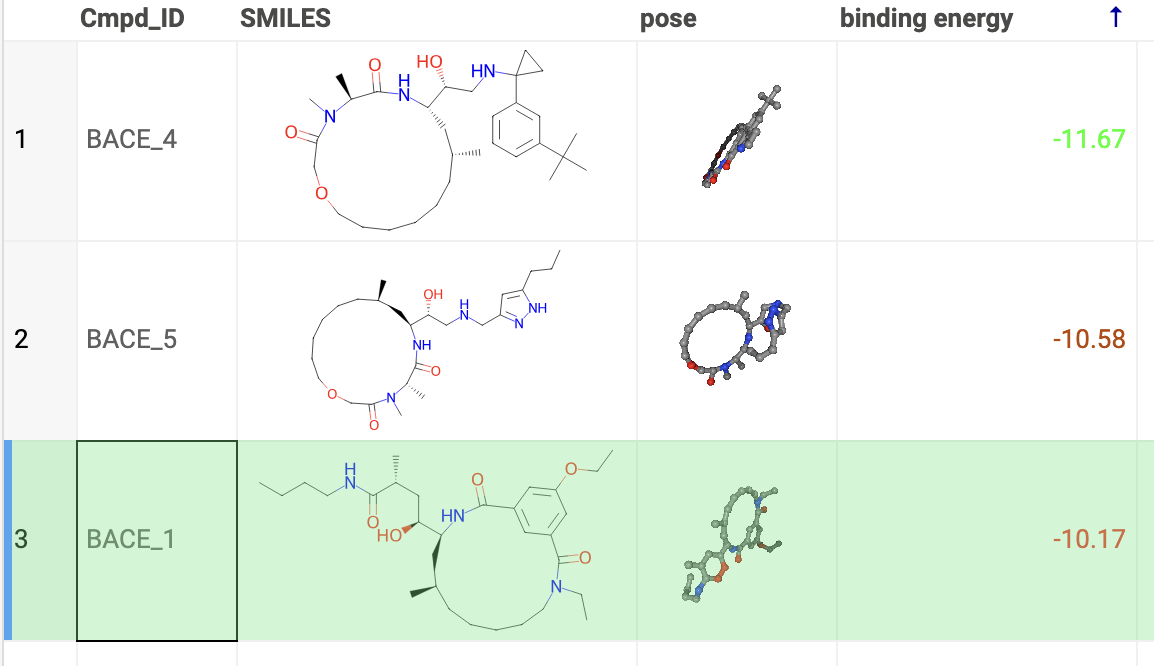 Cmpd_ID SMILES pose binding energy ↑
1 BACE_4 -11.67
O HO HN H N N O O
2 BACE_5 -10.58
OH H N NH N NH O O N O
3 BACE_1 -10.17
H N O O O HN HO O N